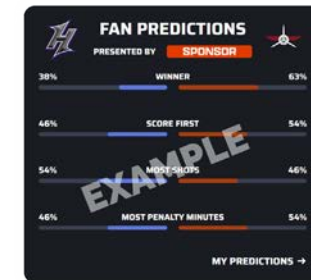 FAN PREDICTIONS
PRESENTED BY SPONSOR
38% WINNER 63%
46% SCORE FIRST 54%
54% MOST SHOTS 46%
46% MOST PENALTY MINUTES 54%
EXAMPLE
MY PREDICTIONS →